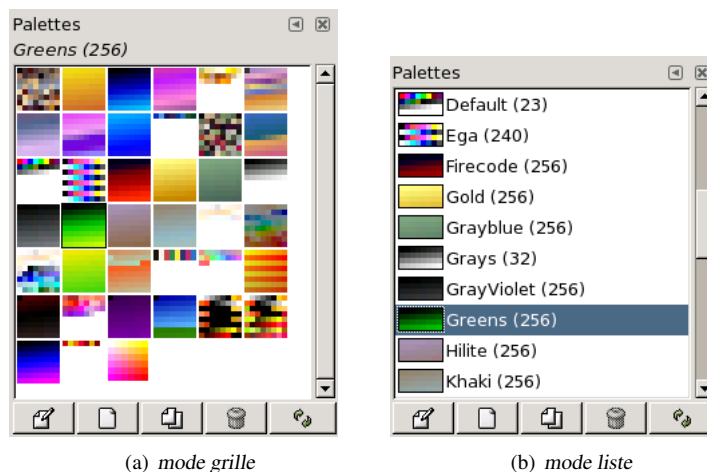 Palettes
Greens (256)
(a) mode grille
Palettes
Default (23)
Ega (240)
Firecode (256)
Gold (256)
Grayblue (256)
Grays (32)
GrayViolet (256)
Greens (256)
Hilite (256)
Khaki (256)
(b) mode liste